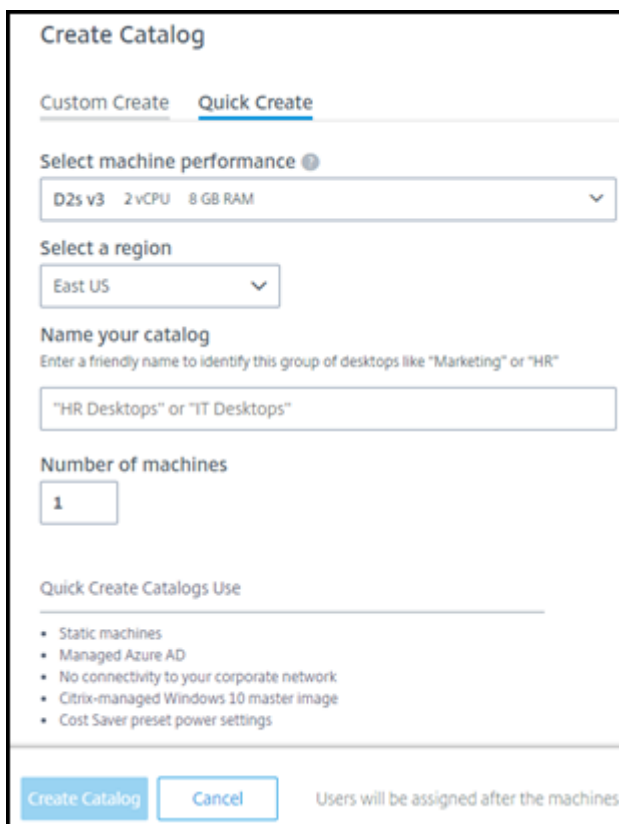 Create Catalog
Custom Create Quick Create
Select machine performance ?
D2s v3 2 vCPU 8 GB RAM
Select a region
East US
Name your catalog
Enter a friendly name to identify this group of desktops like "Marketing" or "HR"
"HR Desktops" or "IT Desktops"
Number of machines
1
Quick Create Catalogs Use
• Static machines
• Managed Azure AD
• No connectivity to your corporate network
• Citrix-managed Windows 10 master image
• Cost Saver preset power settings
Create Catalog Cancel Users will be assigned after the machines